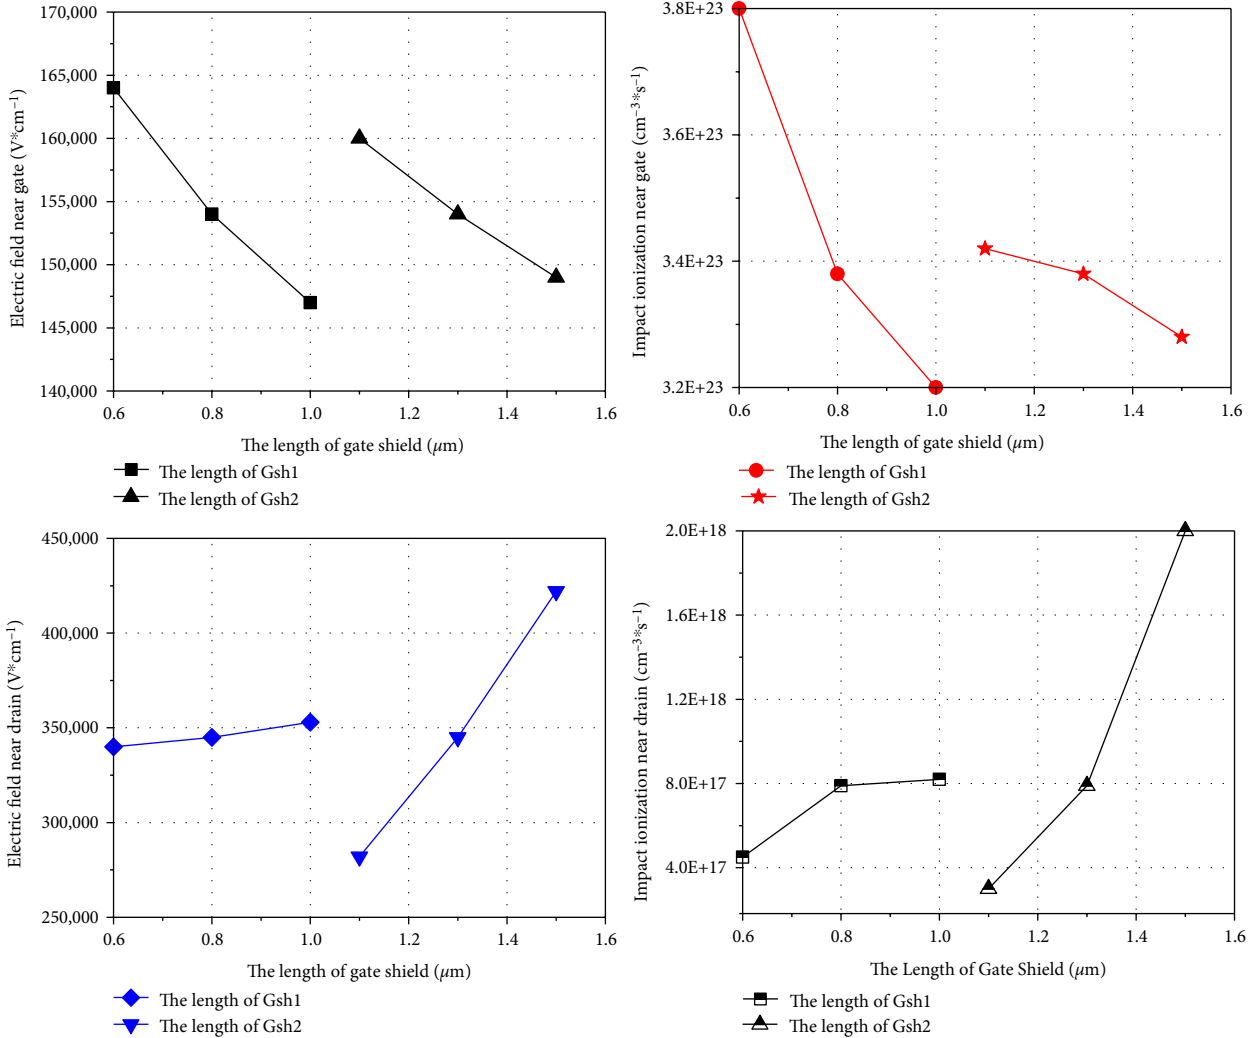 170,000
165,000
160,000
155,000
150,000
145,000
140,000
Electric field near gate (V*cm⁻¹)
0.6 0.8 1.0 1.2 1.4 1.6
The length of gate shield (μm)
The length of Gsh1
The length of Gsh2
3.8E+23
3.6E+23
3.4E+23
3.2E+23
Impact ionization near gate (cm⁻³*s⁻¹)
0.6 0.8 1.0 1.2 1.4 1.6
The length of gate shield (μm)
The length of Gsh1
The length of Gsh2
450,000
400,000
350,000
300,000
250,000
Electric field near drain (V*cm⁻¹)
0.6 0.8 1.0 1.2 1.4 1.6
The length of gate shield (μm)
The length of Gsh1
The length of Gsh2
2.0E+18
1.6E+18
1.2E+18
8.0E+17
4.0E+17
Impact ionization near drain (cm⁻³*s⁻¹)
0.6 0.8 1.0 1.2 1.4 1.6
The Length of Gate Shield (μm)
The length of Gsh1
The length of Gsh2